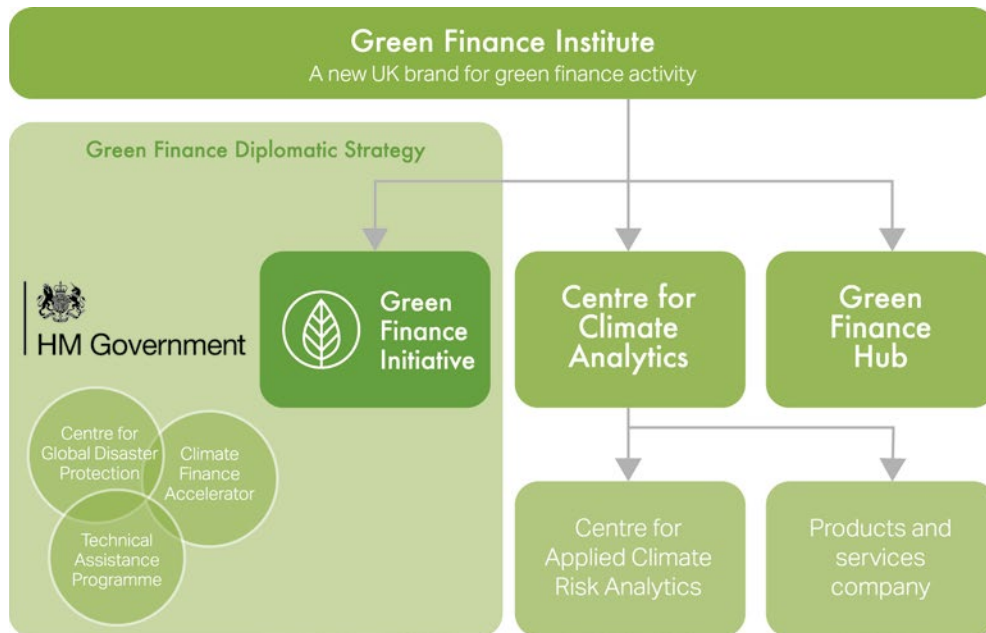 Green Finance Institute
A new UK brand for green finance activity
Green Finance Diplomatic Strategy
HM Government
Green
Finance
Initiative
Centre for
Climate
Analytics
Green
Finance
Hub
Centre for
Global Disaster
Protection
Climate
Finance
Accelerator
Technical
Assistance
Programme
Centre for
Applied Climate
Risk Analytics
Products and
services
company